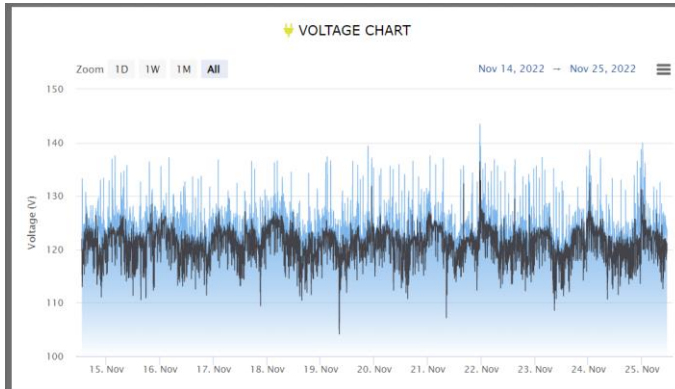 VOLTAGE CHART
Zoom 1D 1W 1M All Nov 14, 2022 → Nov 25, 2022
150
140
130
120
110
100
Voltage (V)
15. Nov 16. Nov 17. Nov 18. Nov 19. Nov 20. Nov 21. Nov 22. Nov 23. Nov 24. Nov 25. Nov